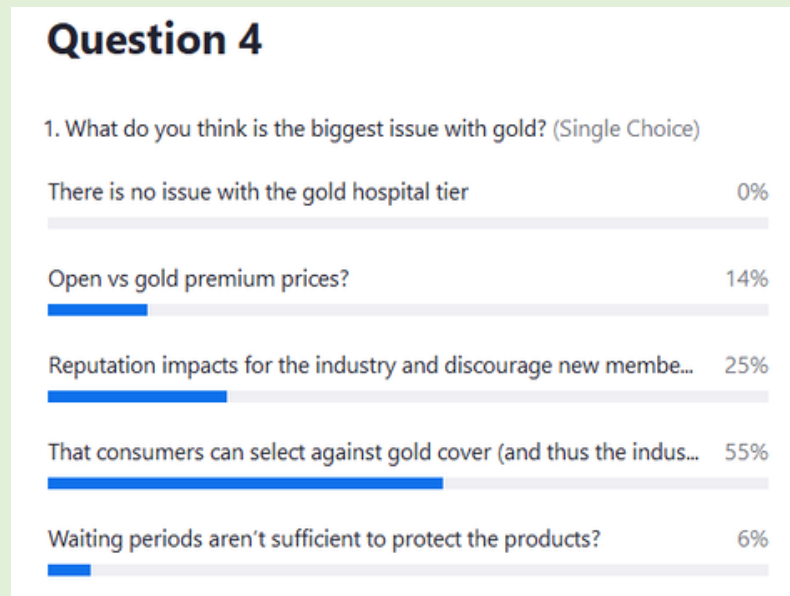 Question 4
1. What do you think is the biggest issue with gold? (Single Choice)
There is no issue with the gold hospital tier 0%
Open vs gold premium prices? 14%
Reputation impacts for the industry and discourage new membe... 25%
That consumers can select against gold cover (and thus the indus... 55%
Waiting periods aren't sufficient to protect the products? 6%